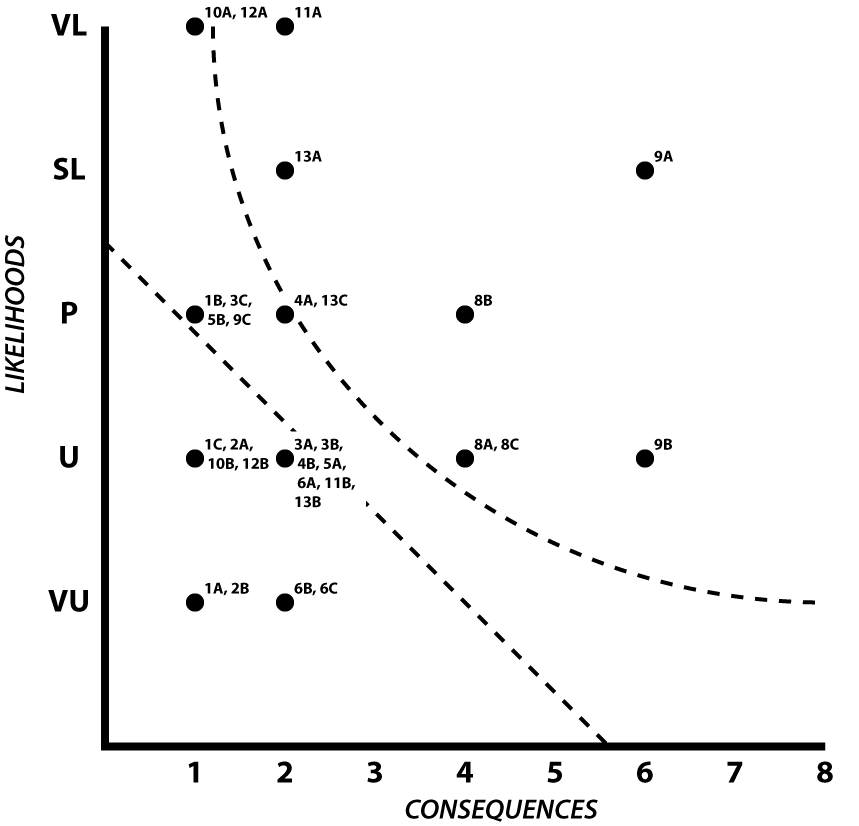 VL
10A, 12A
11A
SL
13A
9A
LIKELIHOODS
P
1B, 3C,
5B, 9C
4A, 13C
8B
U
1C, 2A,
10B, 12B
3A, 3B,
4B, 5A,
6A, 11B,
13B
8A, 8C
9B
VU
1A, 2B
6B, 6C
1 2 3 4 5 6 7 8
CONSEQUENCES